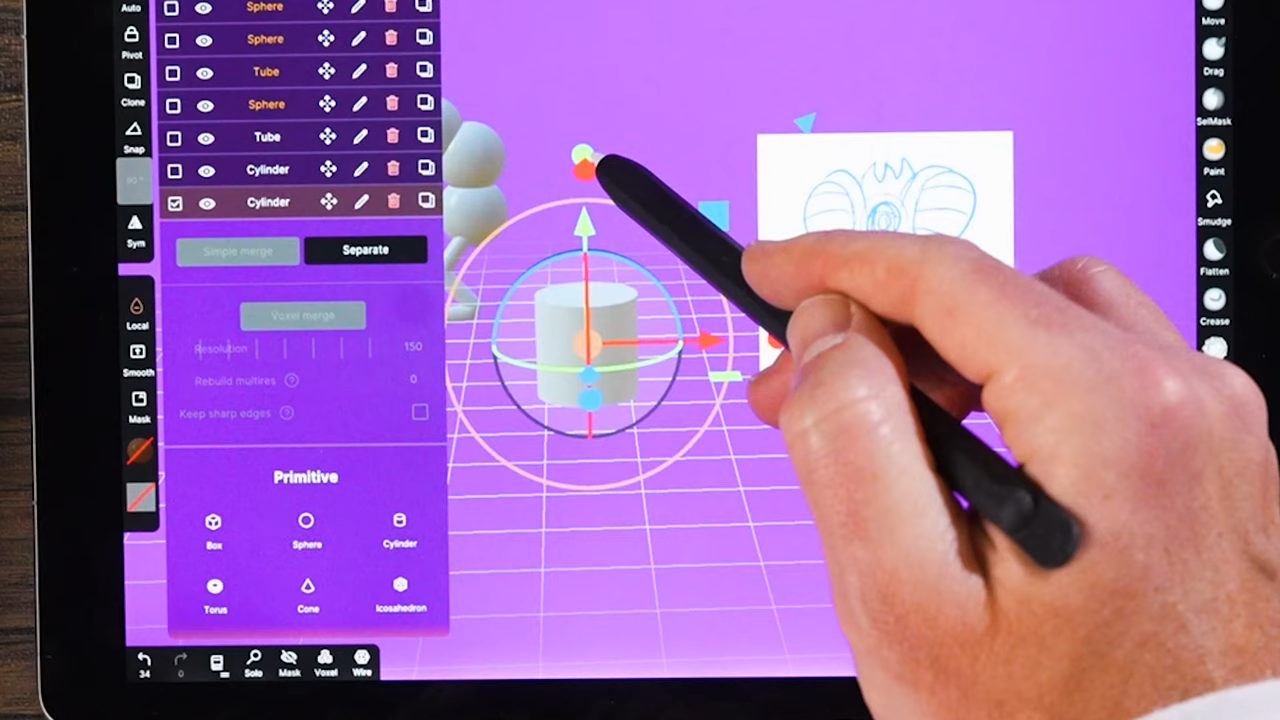 Auto
Pivot
Clone
Snap
90°
Sym
Local
Smooth
Mask
Sphere
Sphere
Tube
Sphere
Tube
Cylinder
Cylinder
Simple merge
Separate
Voxel merge
Resolution
150
Rebuild multires ?
0
Keep sharp edges ?
Primitive
Box
Sphere
Cylinder
Torus
Cone
Icosahedron
34
0
Solo
Mask
Voxel
Wire
Move
Drag
SelMask
Paint
Smudge
Flatten
Crease